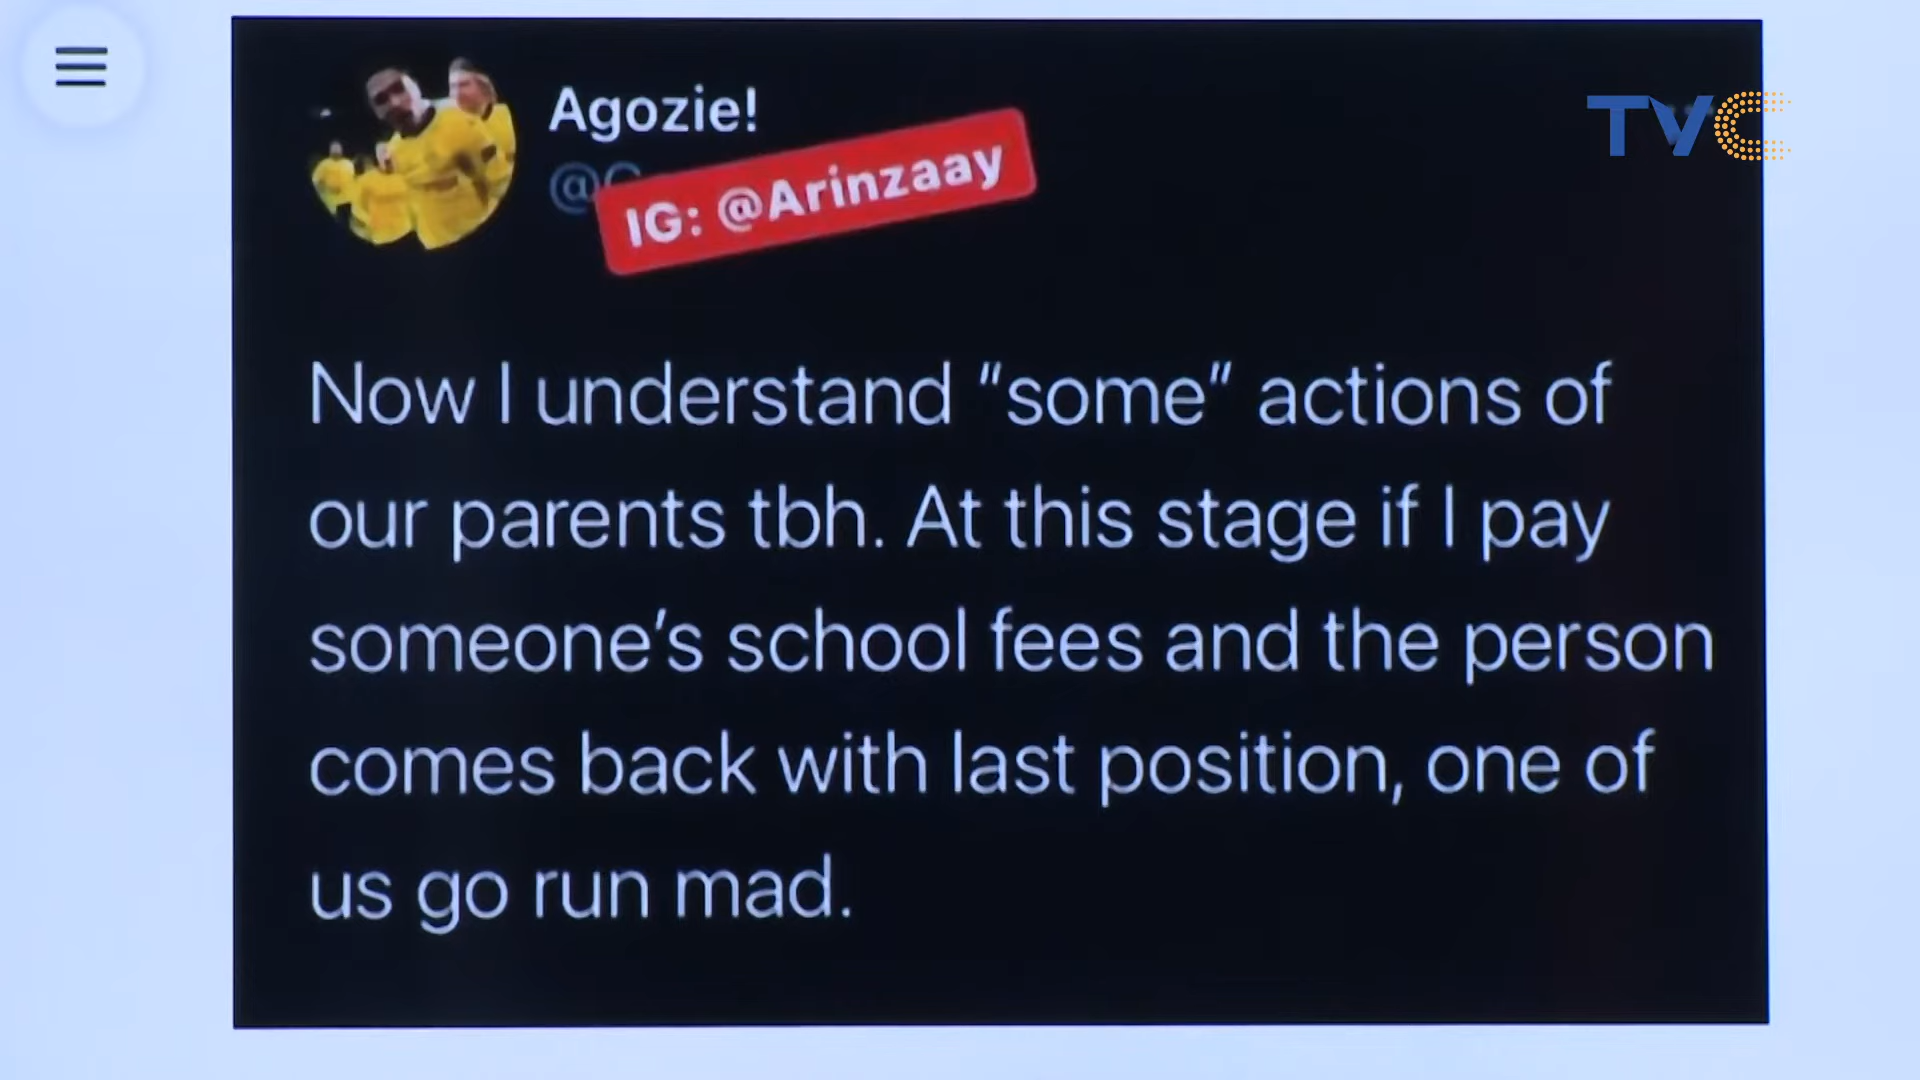 Agozie!
IG: @Arinzaay
TVC
Now I understand “some” actions of
our parents tbh. At this stage if I pay
someone’s school fees and the person
comes back with last position, one of
us go run mad.